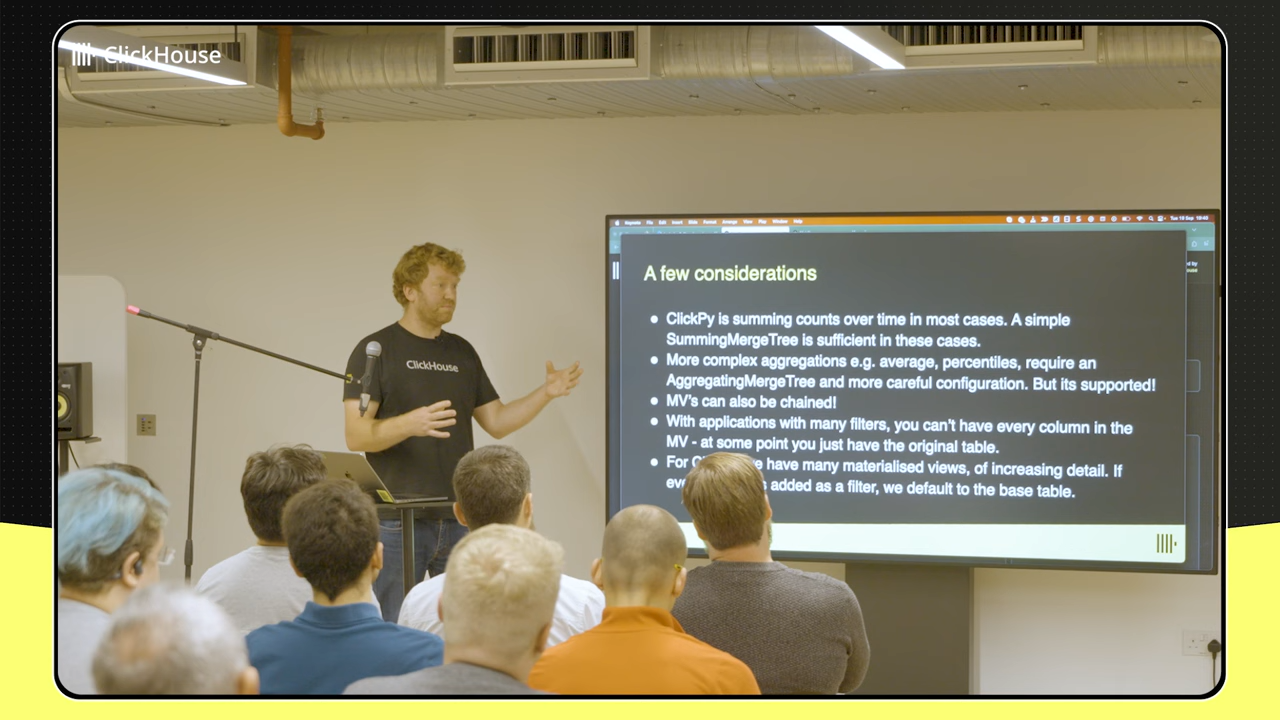 ClickHouse
A few considerations
ClickPy is summing counts over time in most cases. A simple
SummingMergeTree is sufficient in these cases.
More complex aggregations e.g. average, percentiles, require an
AggregatingMergeTree and more careful configuration. But its supported!
MV's can also be chained!
With applications with many filters, you can't have every column in the
MV - at some point you just have the original table.
For have many materialised views, of increasing detail. If
added as a filter, we default to the base table.
ClickHouse